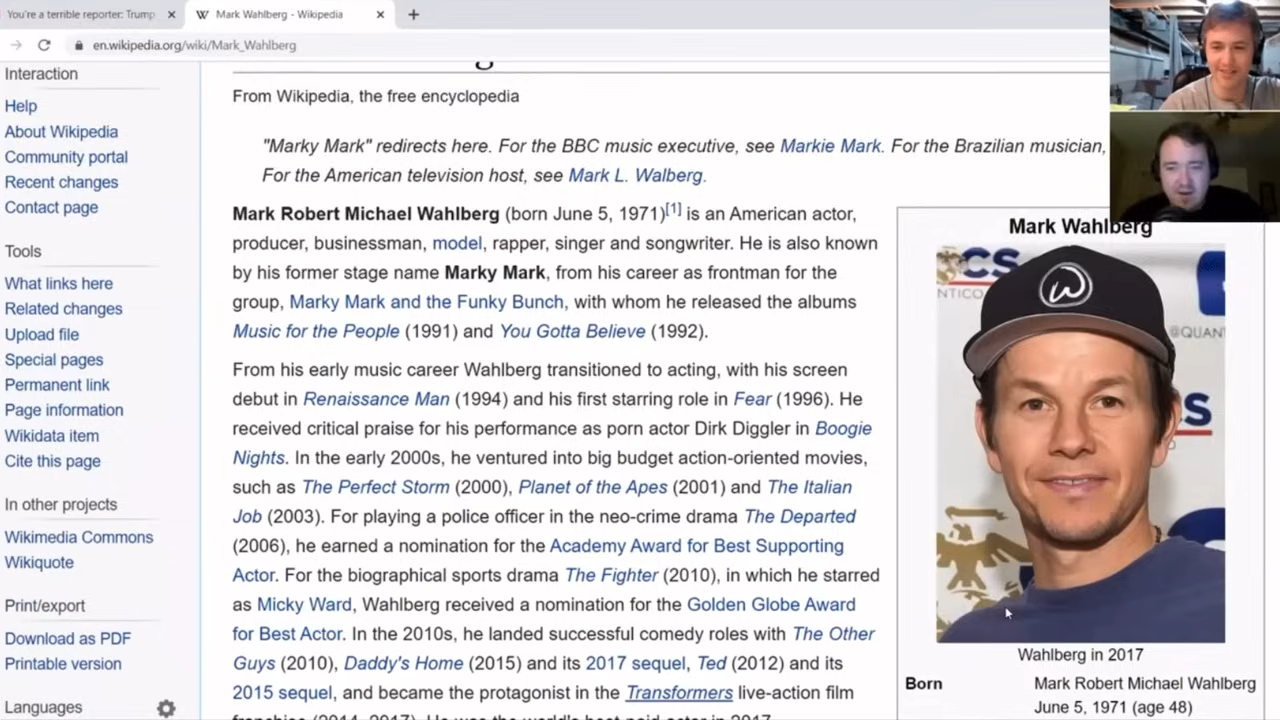 You're a terrible reporter: Trump
Mark Wahlberg - Wikipedia
en.wikipedia.org/wiki/Mark_Wahlberg
Interaction
Help
About Wikipedia
Community portal
Recent changes
Contact page
Tools
What links here
Related changes
Upload file
Special pages
Permanent link
Page information
Wikidata item
Cite this page
In other projects
Wikimedia Commons
Wikiquote
Print/export
Download as PDF
Printable version
Languages
From Wikipedia, the free encyclopedia
"Marky Mark" redirects here. For the BBC music executive, see Markie Mark. For the Brazilian musician,
For the American television host, see Mark L. Walberg.
Mark Robert Michael Wahlberg (born June 5, 1971)[1] is an American actor,
producer, businessman, model, rapper, singer and songwriter. He is also known
by his former stage name Marky Mark, from his career as frontman for the
group, Marky Mark and the Funky Bunch, with whom he released the albums
Music for the People (1991) and You Gotta Believe (1992).
From his early music career Wahlberg transitioned to acting, with his screen
debut in Renaissance Man (1994) and his first starring role in Fear (1996). He
received critical praise for his performance as porn actor Dirk Diggler in Boogie
Nights. In the early 2000s, he ventured into big budget action-oriented movies,
such as The Perfect Storm (2000), Planet of the Apes (2001) and The Italian
Job (2003). For playing a police officer in the neo-crime drama The Departed
(2006), he earned a nomination for the Academy Award for Best Supporting
Actor. For the biographical sports drama The Fighter (2010), in which he starred
as Micky Ward, Wahlberg received a nomination for the Golden Globe Award
for Best Actor. In the 2010s, he landed successful comedy roles with The Other
Guys (2010), Daddy's Home (2015) and its 2017 sequel, Ted (2012) and its
2015 sequel, and became the protagonist in the Transformers live-action film
franchise (2014–2017). He was the world's best-paid actor in 2017.
Mark Wahlberg
CS
NTICO
@QUAN
CS
Wahlberg in 2017
Born
Mark Robert Michael Wahlberg
June 5, 1971 (age 48)